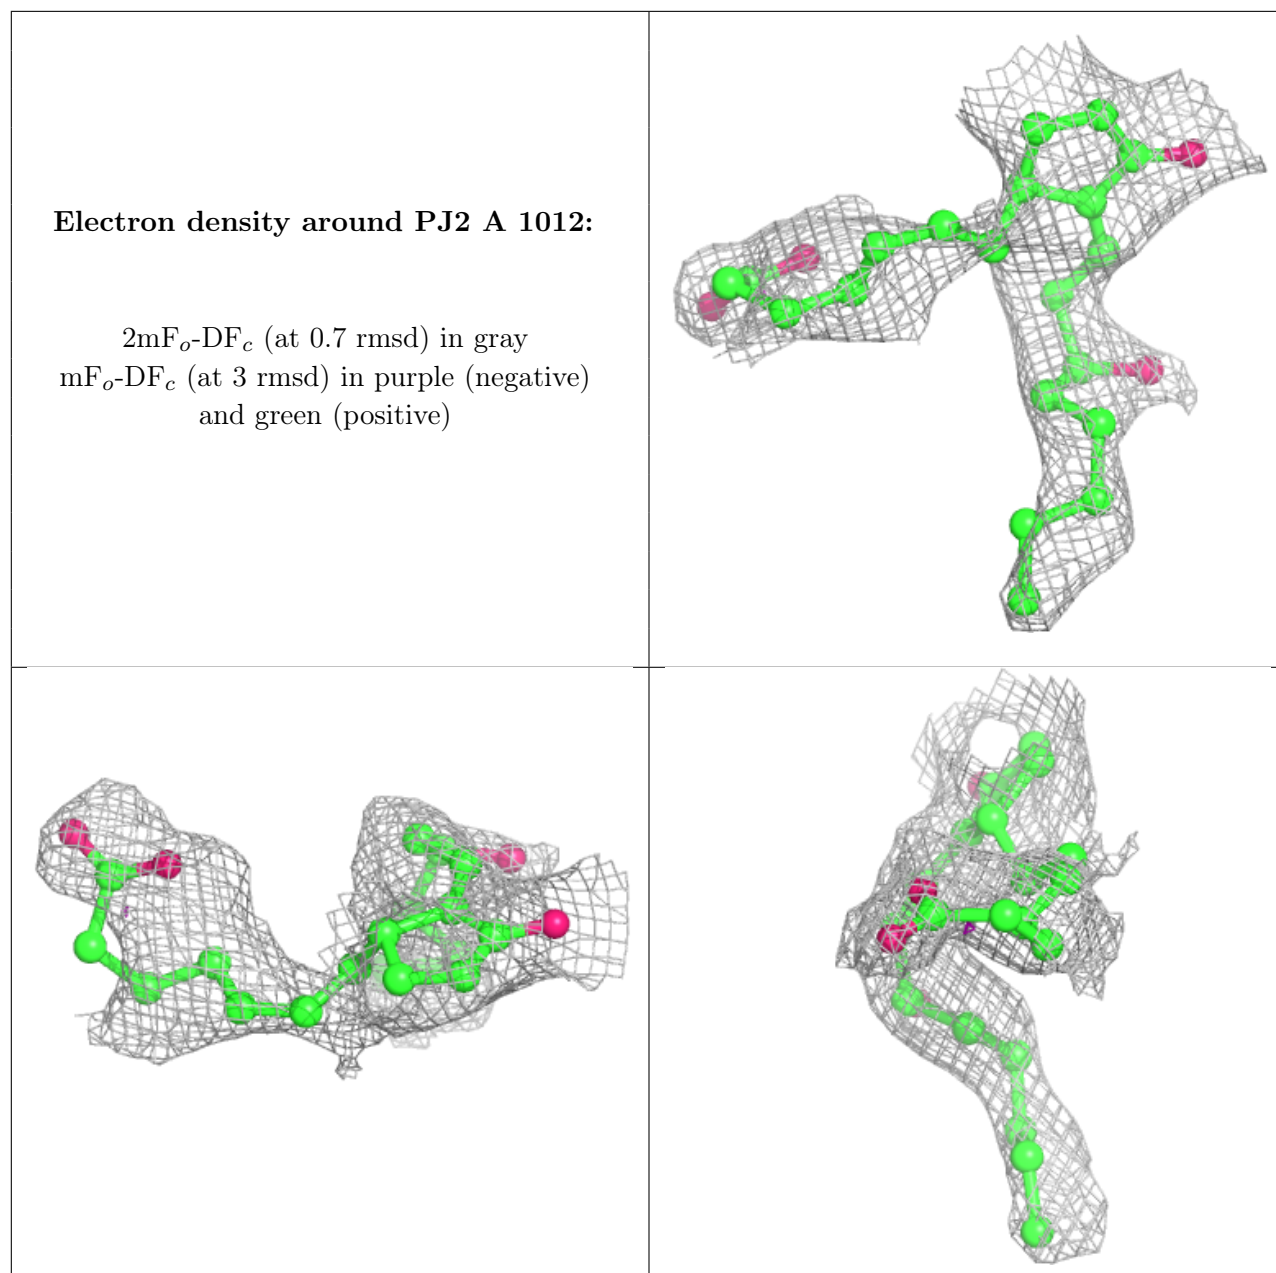 Electron density around PJ2 A 1012:
2mFo-DFc (at 0.7 rmsd) in gray
mFo-DFc (at 3 rmsd) in purple (negative)
and green (positive)